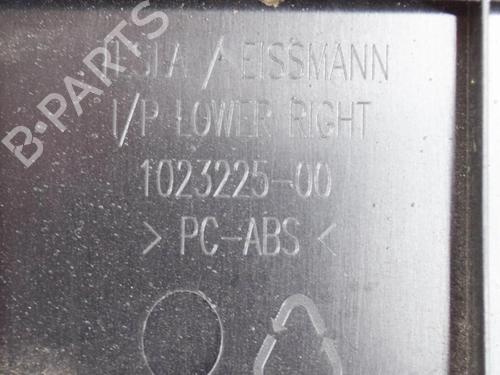 B-PARTS
/ EISSMANN
I/P LOWER RIGHT
1023225-00
> PC-ABS <